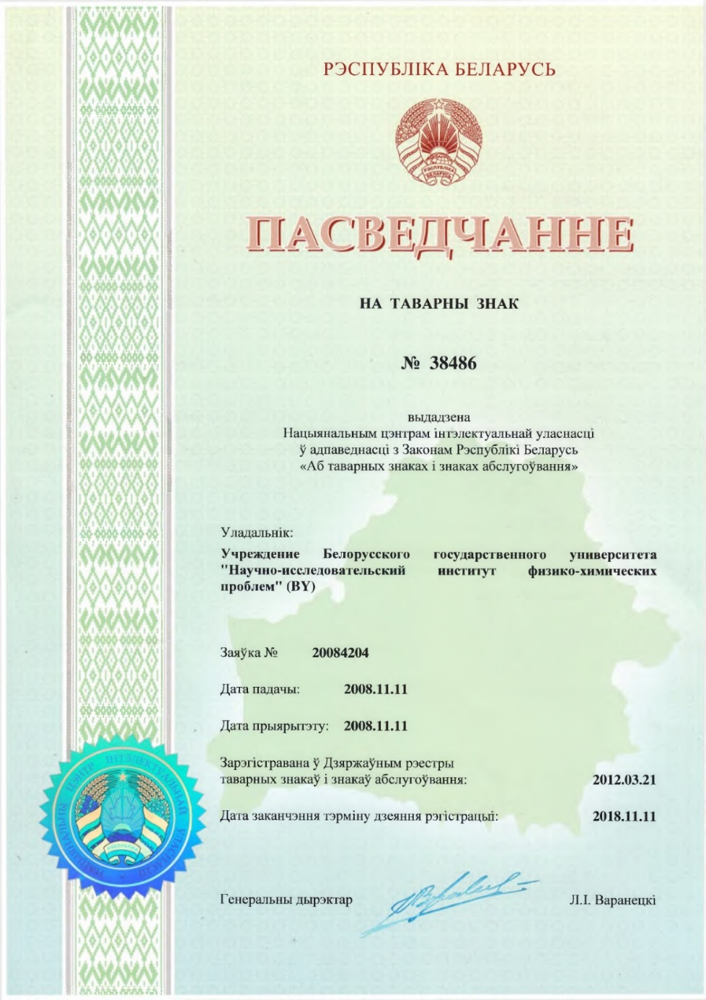 РЭСПУБЛІКА БЕЛАРУСЬ
РЭСПУБЛІКА
БЕЛАРУСЬ
ПАСВЕДЧАННЕ
НА ТАВАРНЫ ЗНАК
№ 38486
выдадзена
Нацыянальным цэнтрам інтэлектуальнай уласнасці
ў адпаведнасці з Законам Рэспублікі Беларусь
«Аб таварных знаках і знаках абслугоўвання»
Уладальнік:
Учреждение Белорусского государственного университета
"Научно-исследовательский институт физико-химических
проблем" (BY)
Заяўка № 20084204
Дата падачы: 2008.11.11
Дата прыярытэту: 2008.11.11
Зарэгістравана ў Дзяржаўным рэестры
таварных знакаў і знакаў абслугоўвання: 2012.03.21
Дата заканчэння тэрміну дзеяння рэгістрацыі: 2018.11.11
НАЦЫЯНАЛЬНЫ ЦЭНТР ІНТЭЛЕКТУАЛЬНАЙ УЛАСНАСЦІ
Генеральны дырэктар Л.І. Варанецкі